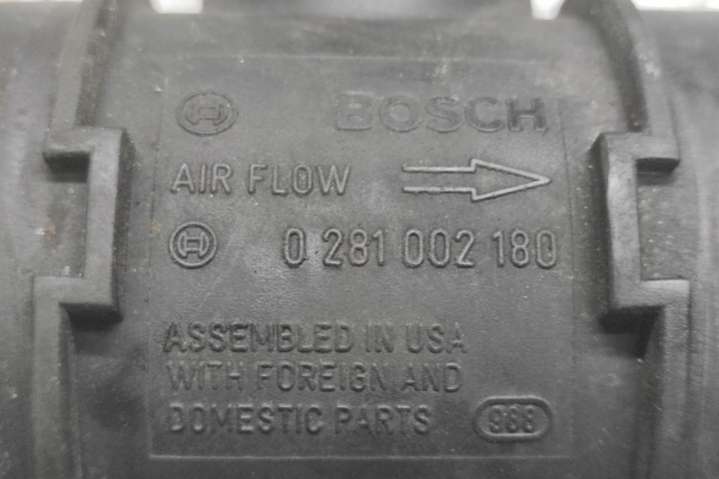 BOSCH
AIR FLOW
0 281 002 180
ASSEMBLED IN USA
WITH FOREIGN AND
DOMESTIC PARTS 988